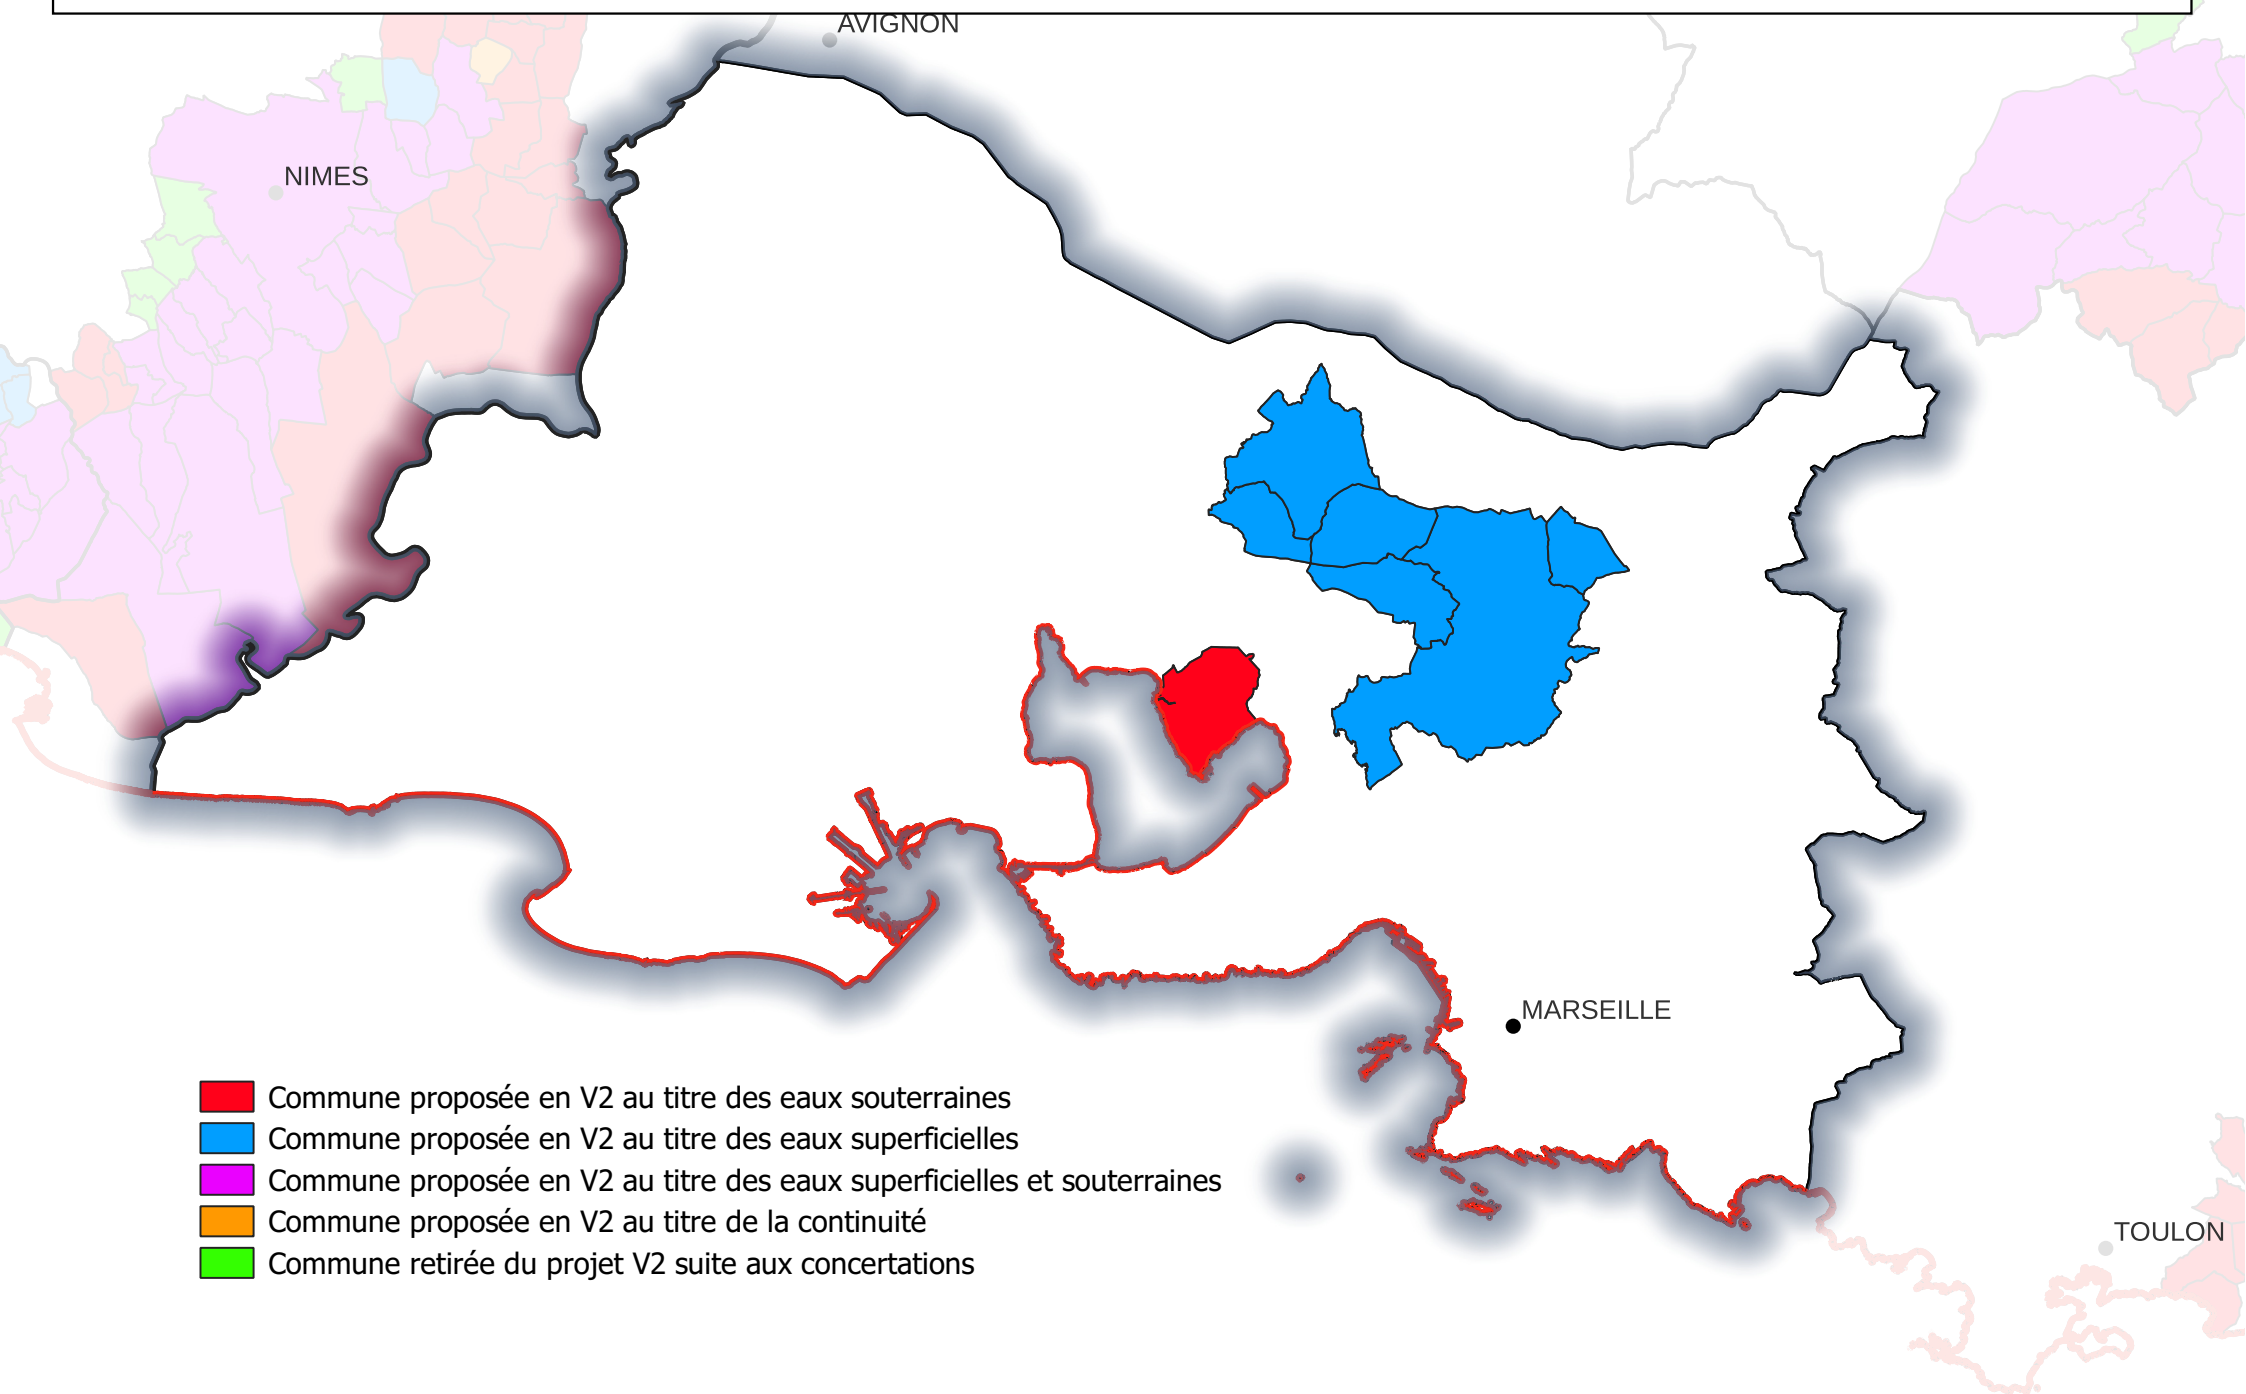 AVIGNON
NIMES
MARSEILLE
Commune proposée en V2 au titre des eaux souterraines
Commune proposée en V2 au titre des eaux superficielles
Commune proposée en V2 au titre des eaux superficielles et souterraines
Commune proposée en V2 au titre de la continuité
Commune retirée du projet V2 suite aux concertations
TOULON